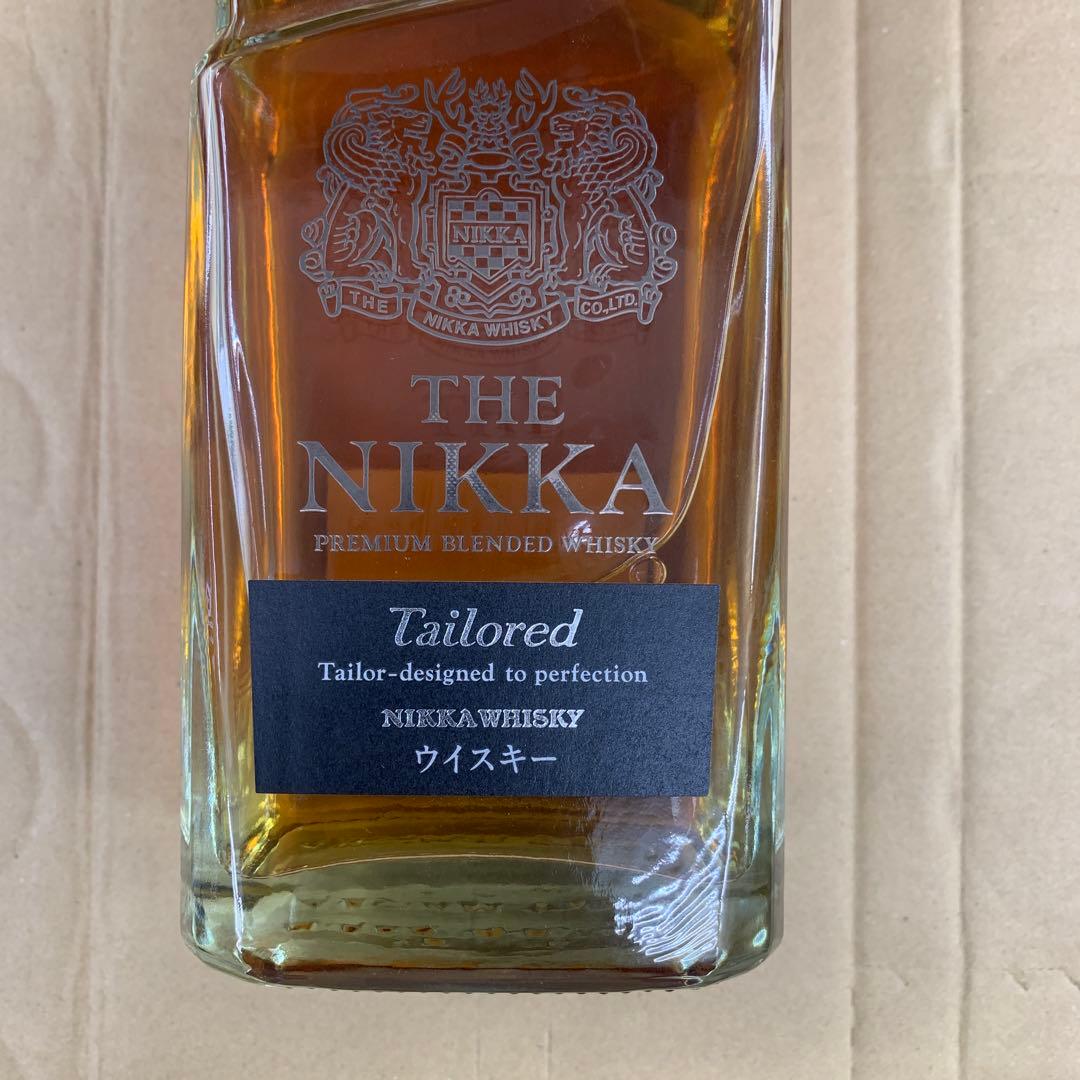 NIKKA
THE NIKKA WHISKY CO.,LTD.
THE
NIKKA
PREMIUM BLENDED WHISKY
Tailored
Tailor-designed to perfection
NIKKA WHISKY
ウイスキー